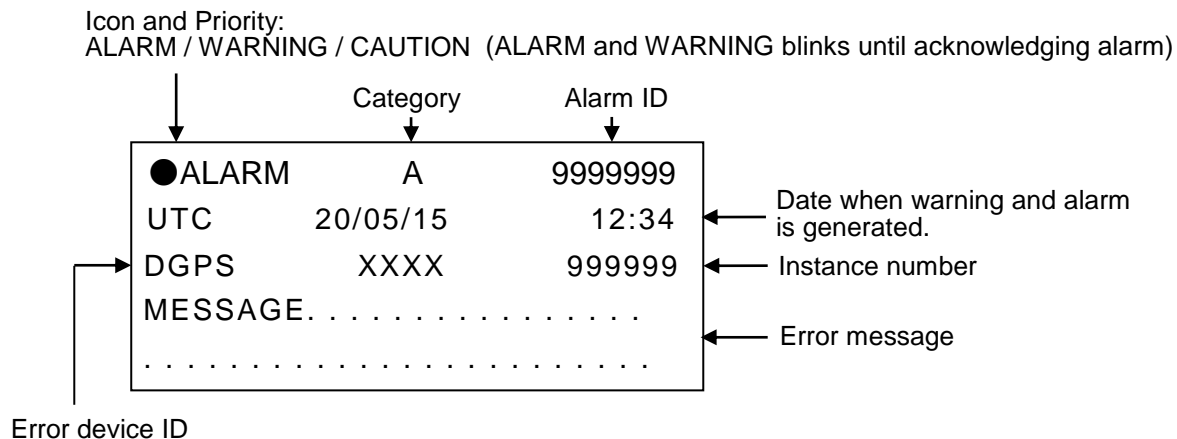 Icon and Priority:
ALARM / WARNING / CAUTION (ALARM and WARNING blinks until acknowledging alarm)
Category Alarm ID
●ALARM A 9999999
UTC 20/05/15 12:34
Date when warning and alarm
is generated.
DGPS XXXX 999999
Instance number
MESSAGE. . . . . . . . . . . . . . . . . .
Error message
. . . . . . . . . . . . . . . . . . . . . . . .
Error device ID